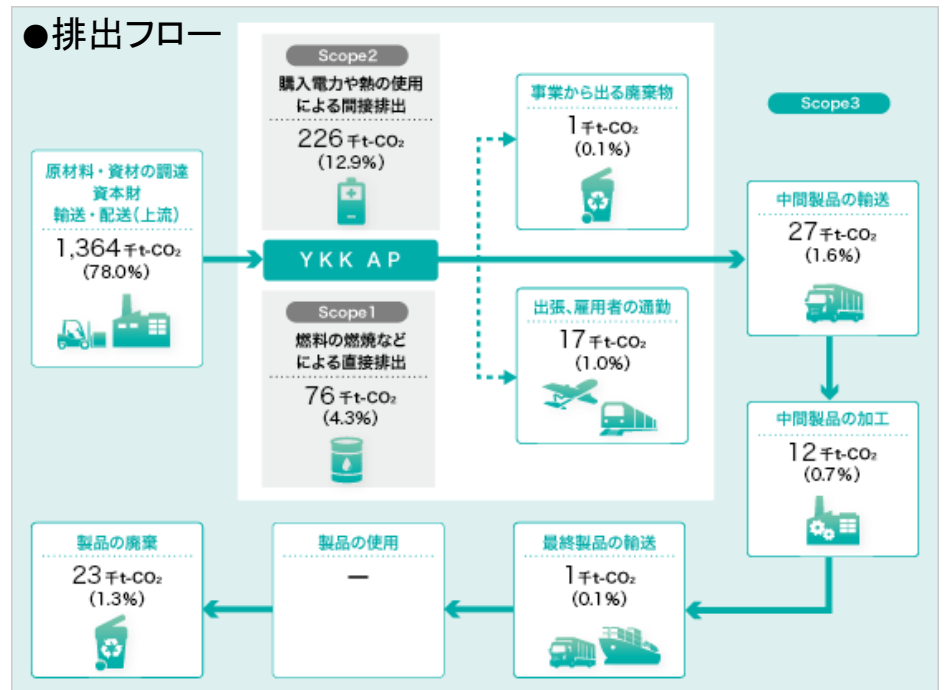 ●排出フロー
Scope2
購入電力や熱の使用
による間接排出
226千t-CO₂
(12.9%)
事業から出る廃棄物
1千t-CO₂
(0.1%)
Scope3
原材料・資材の調達
資本財
輸送・配送(上流)
1,364千t-CO₂
(78.0%)
YKK AP
中間製品の輸送
27千t-CO₂
(1.6%)
Scope1
燃料の燃焼など
による直接排出
76千t-CO₂
(4.3%)
出張、雇用者の通勤
17千t-CO₂
(1.0%)
中間製品の加工
12千t-CO₂
(0.7%)
最終製品の輸送
1千t-CO₂
(0.1%)
製品の使用
—
製品の廃棄
23千t-CO₂
(1.3%)